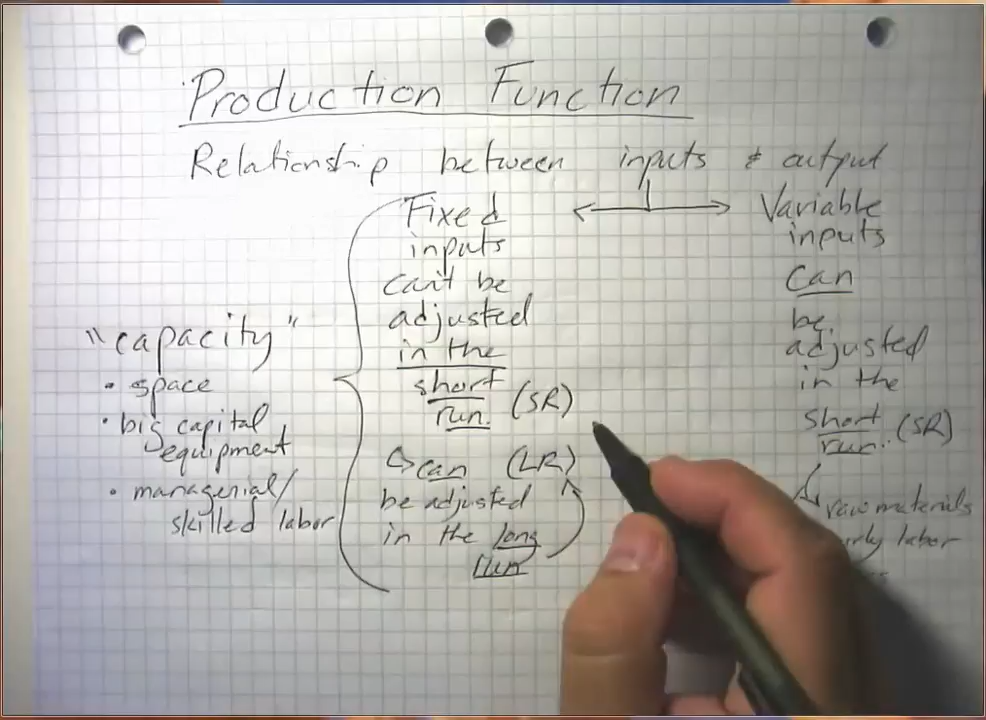 Production Function
Relationship between inputs & output
Fixed
inputs
can't be
adjusted
in the
short
run. (SR)
↳ can (LR)
be adjusted
in the long
run
"capacity"
• space
• big capital
equipment
• managerial/
skilled labor
Variable
inputs
can
be
adjusted
in the
short
run. (SR)
raw materials
labor